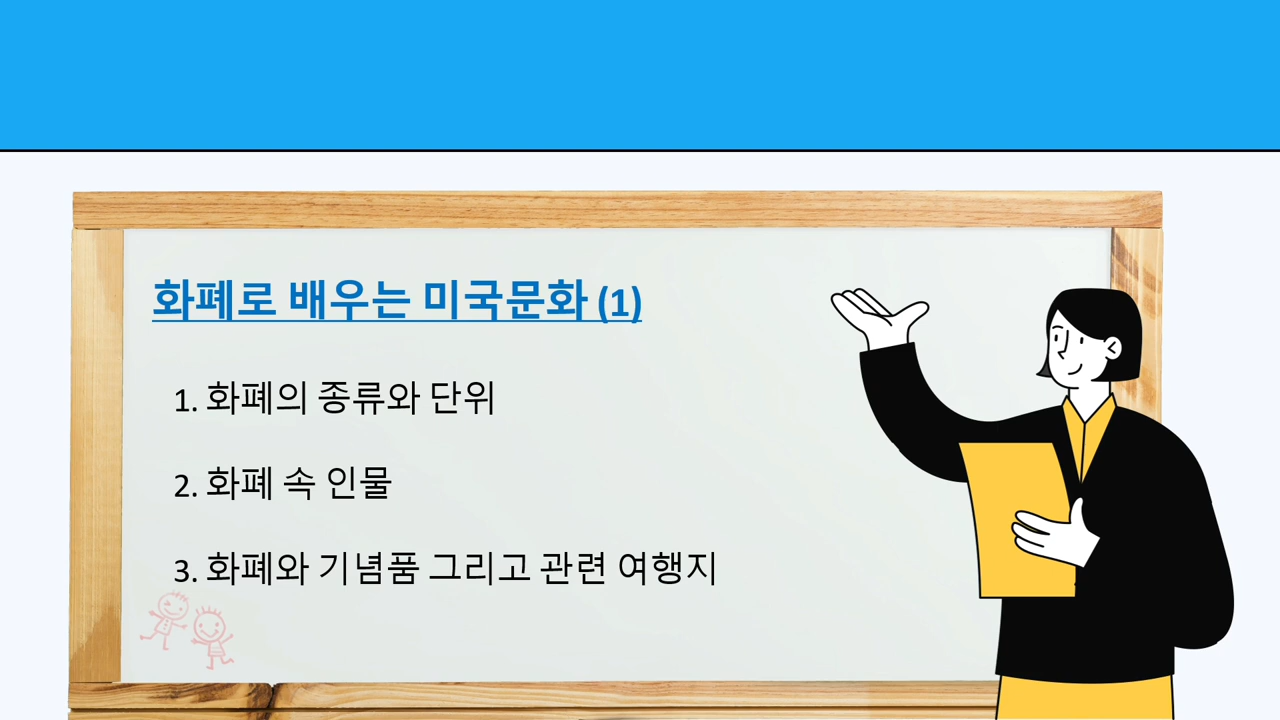 화폐로 배우는 미국문화 (1)
1. 화폐의 종류와 단위
2. 화폐 속 인물
3. 화폐와 기념품 그리고 관련 여행지